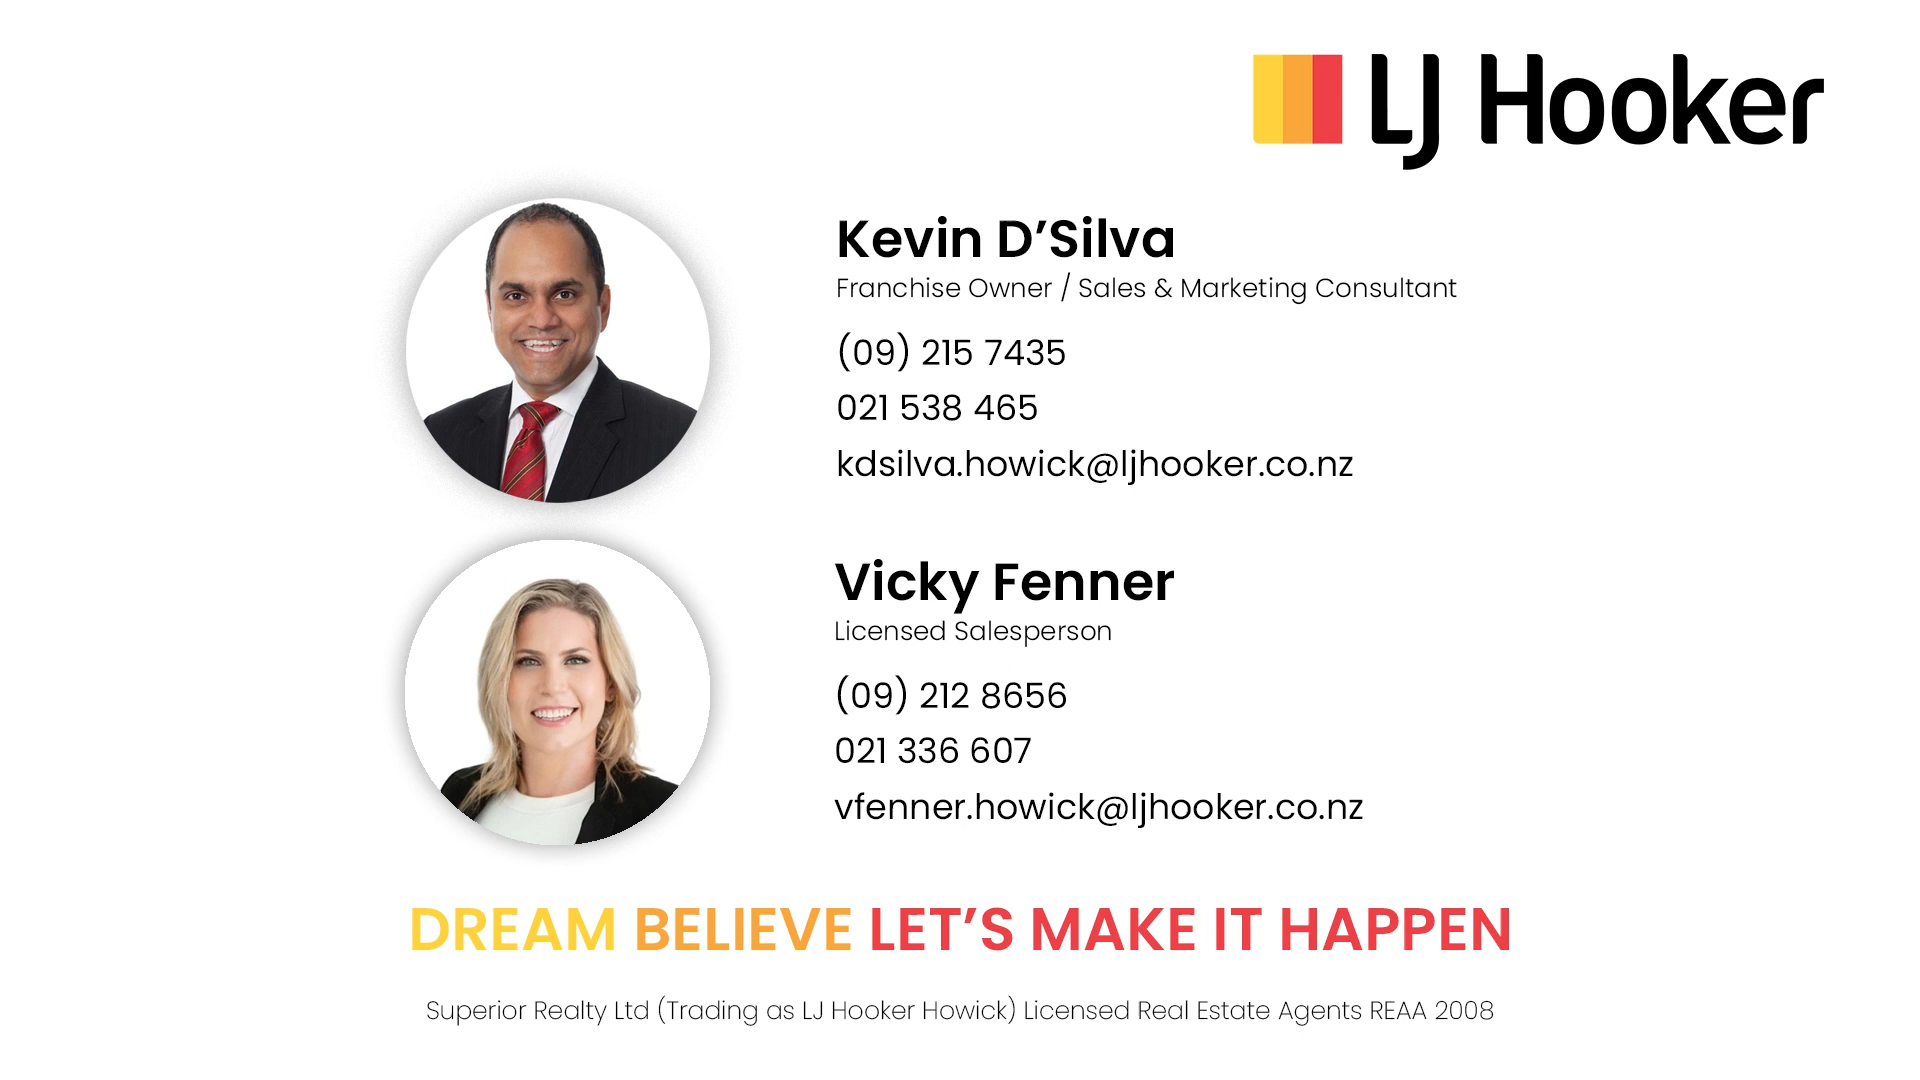 LJ Hooker
Kevin D’Silva
Franchise Owner / Sales & Marketing Consultant
(09) 215 7435
021 538 465
kdsilva.howick@ljhooker.co.nz
Vicky Fenner
Licensed Salesperson
(09) 212 8656
021 336 607
vfenner.howick@ljhooker.co.nz
DREAM BELIEVE LET’S MAKE IT HAPPEN
Superior Realty Ltd (Trading as LJ Hooker Howick) Licensed Real Estate Agents REAA 2008